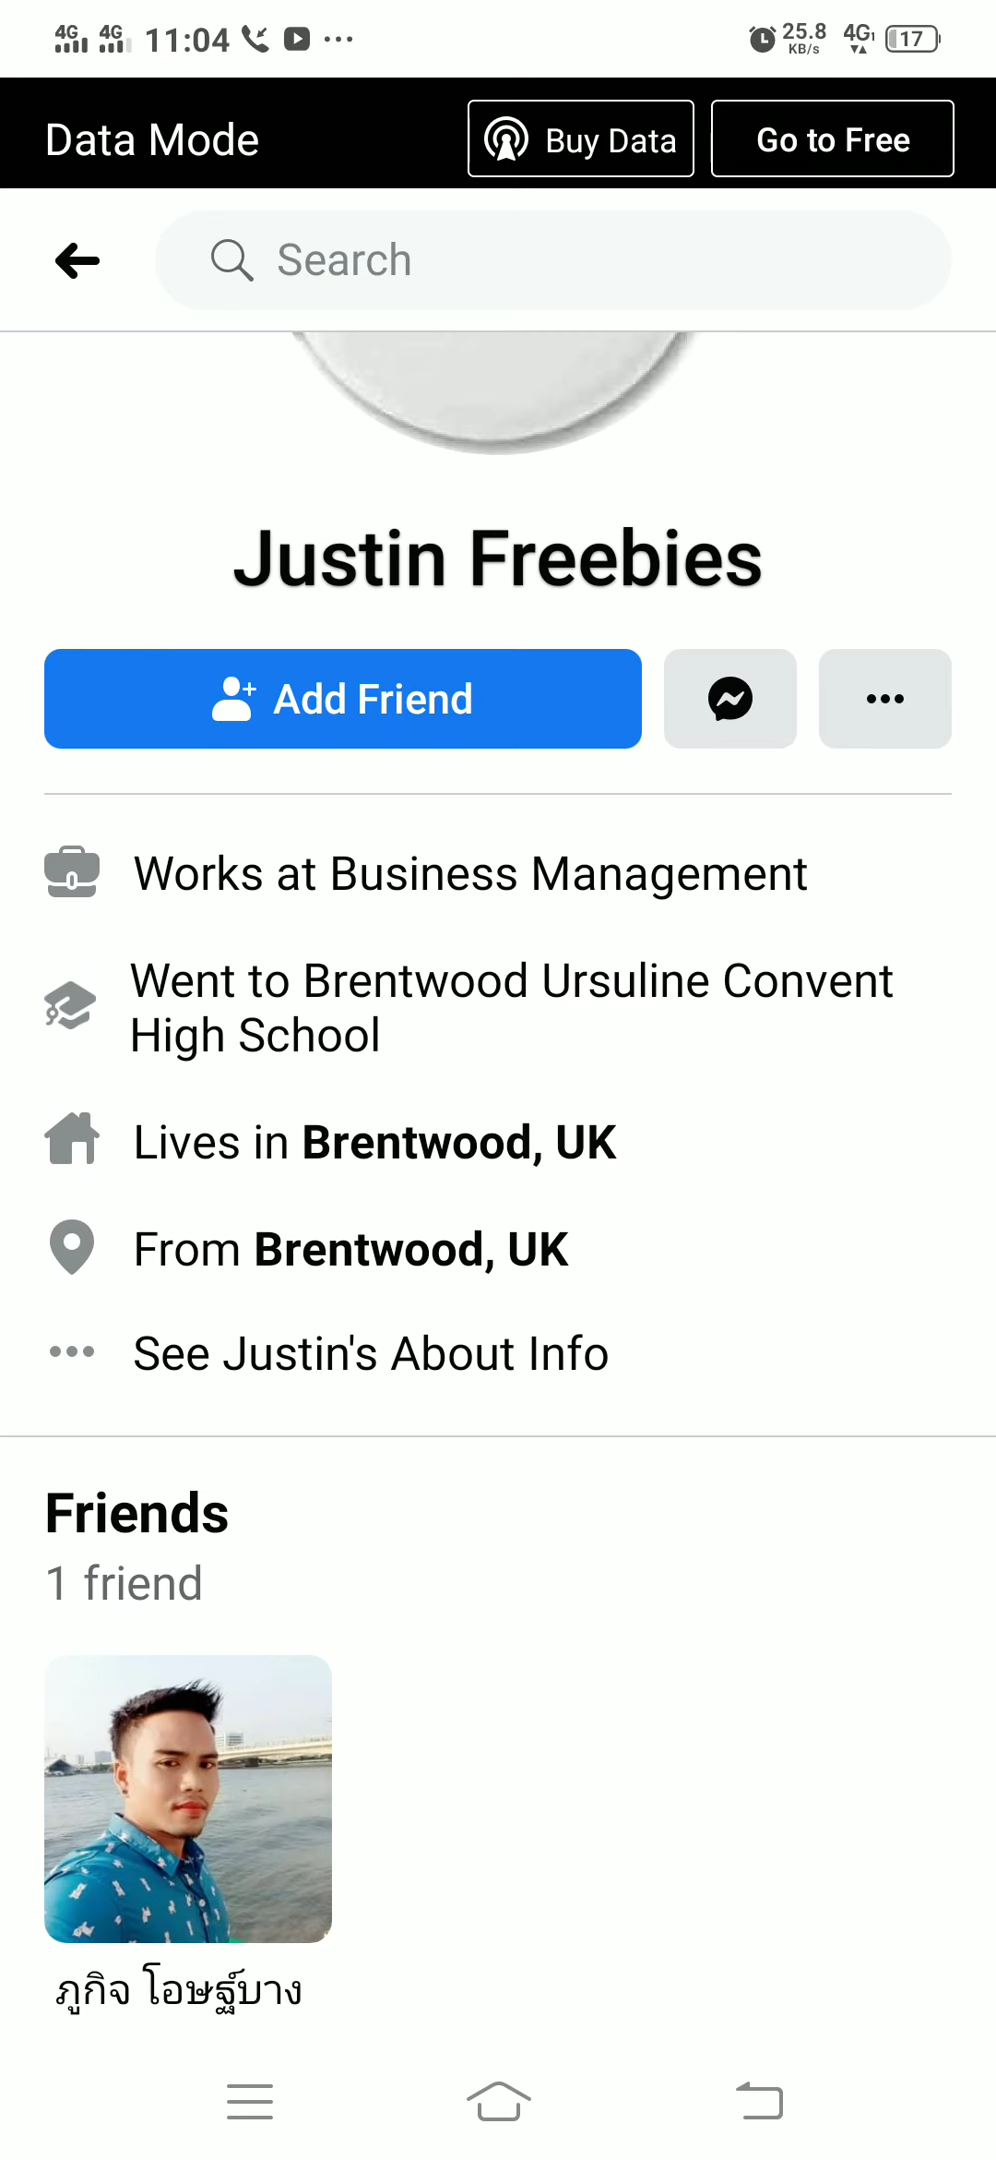 4G 4G 11:04 25.8 KB/s 4G1 17
Data Mode Buy Data Go to Free
Search
Justin Freebies
Add Friend
Works at Business Management
Went to Brentwood Ursuline Convent
High School
Lives in Brentwood, UK
From Brentwood, UK
See Justin's About Info
Friends
1 friend
ภูกิจ โอษฐ์บาง